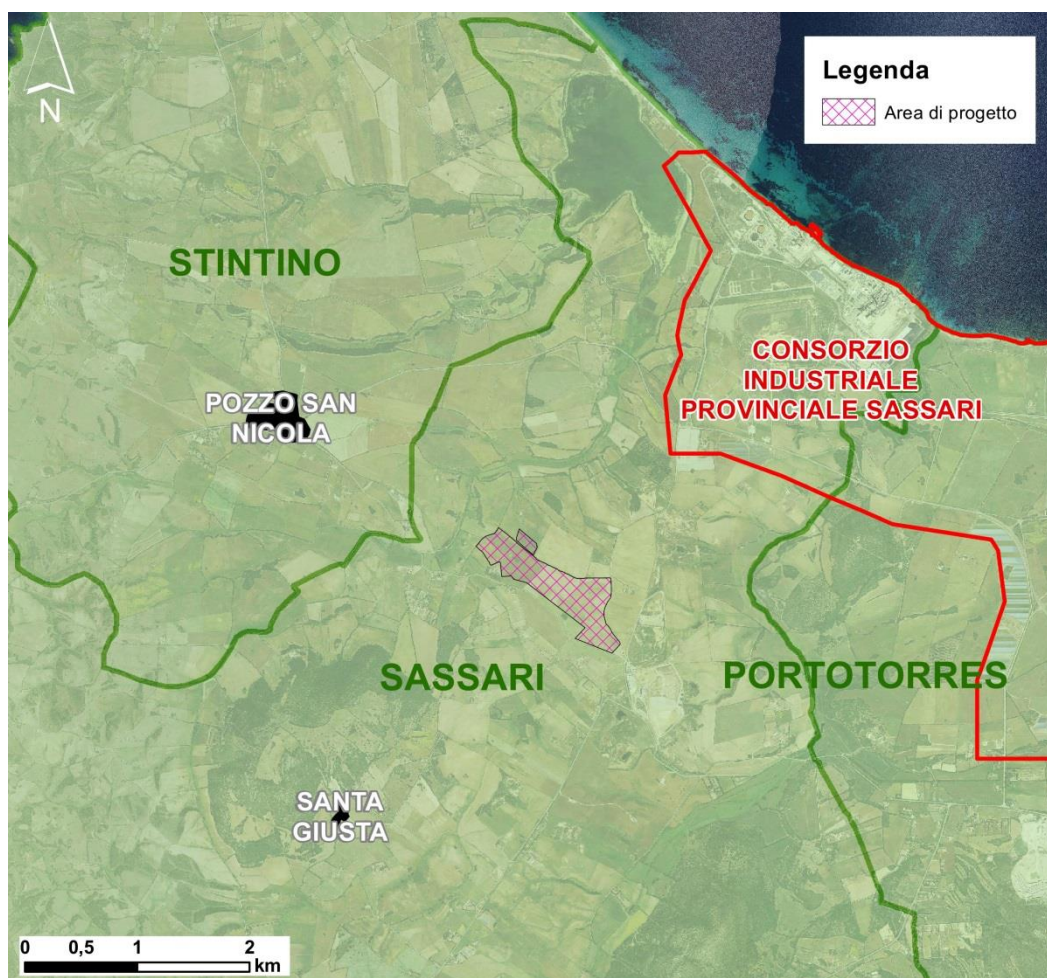 N
Legenda
Area di progetto
STINTINO
CONSORZIO
INDUSTRIALE
PROVINCIALE SASSARI
POZZO SAN
NICOLA
SASSARI
PORTOTORRES
SANTA
GIUSTA
0 0,5 1 2
km